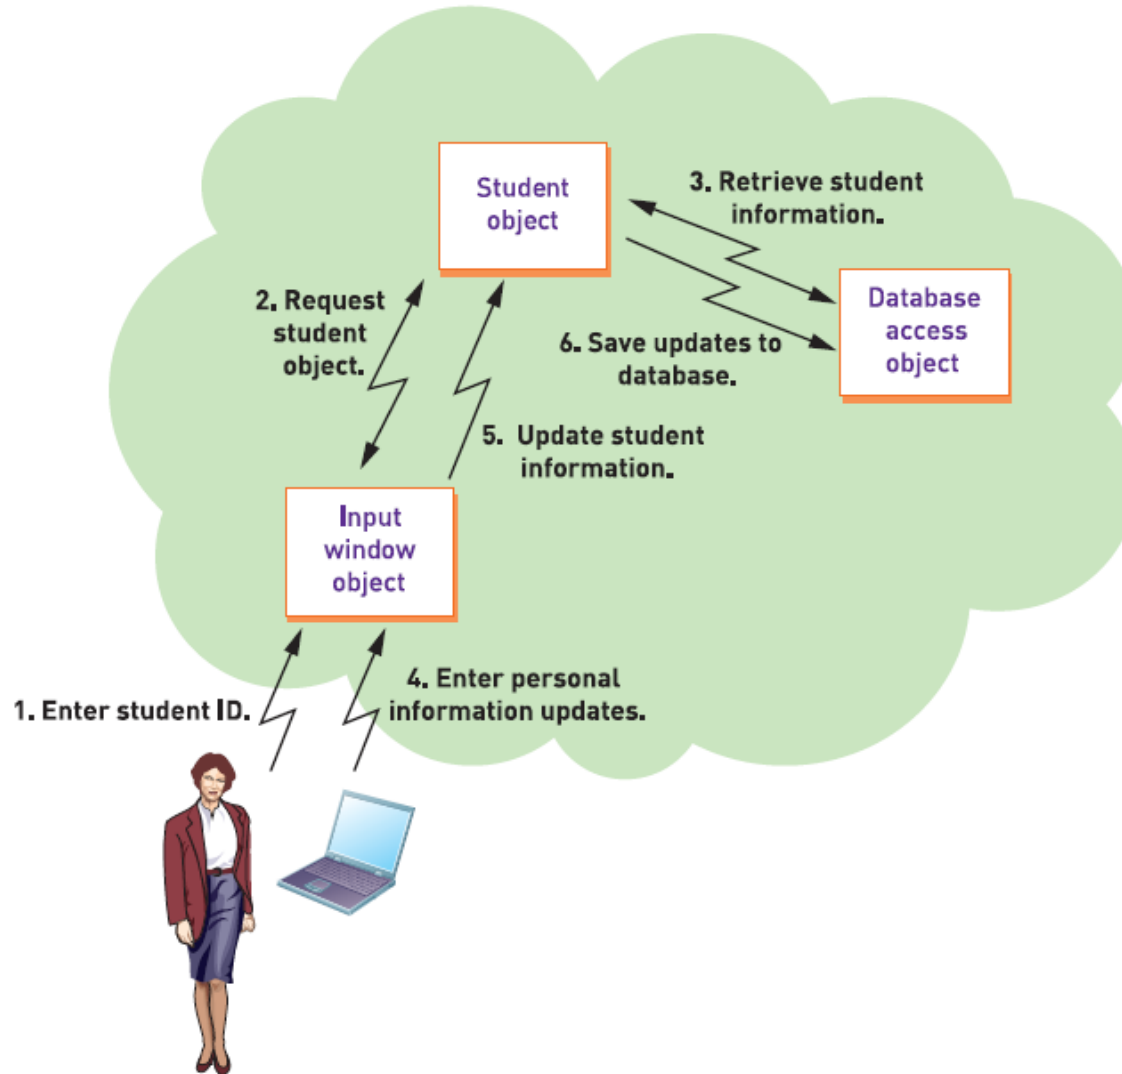 Student
object
3. Retrieve student
information.
2. Request
student
object.
Database
access
object
6. Save updates to
database.
5. Update student
information.
Input
window
object
4. Enter personal
information updates.
1. Enter student ID.